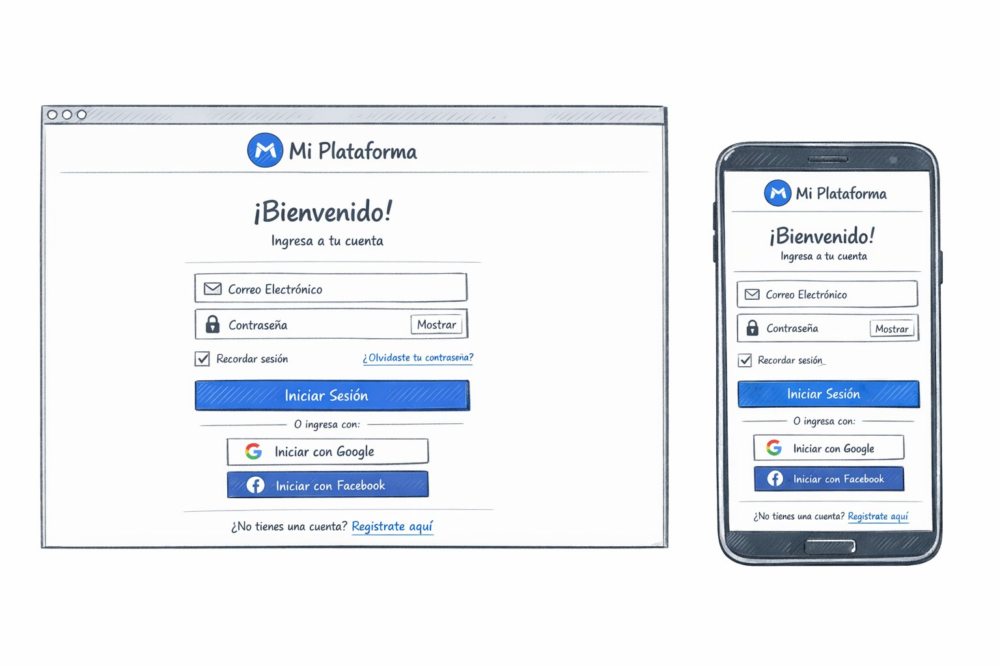 Mi Plataforma
¡Bienvenido!
Ingresa a tu cuenta
Correo Electrónico
Contraseña Mostrar
Recordar sesión ¿Olvidaste tu contraseña?
Iniciar Sesión
O ingresa con:
Iniciar con Google
Iniciar con Facebook
¿No tienes una cuenta? Registrate aquí
Mi Plataforma
¡Bienvenido!
Ingresa a tu cuenta
Correo Electrónico
Contraseña Mostrar
Recordar sesión
Iniciar Sesión
O ingresa con:
Iniciar con Google
Iniciar con Facebook
¿No tienes una cuenta? Registrate aquí